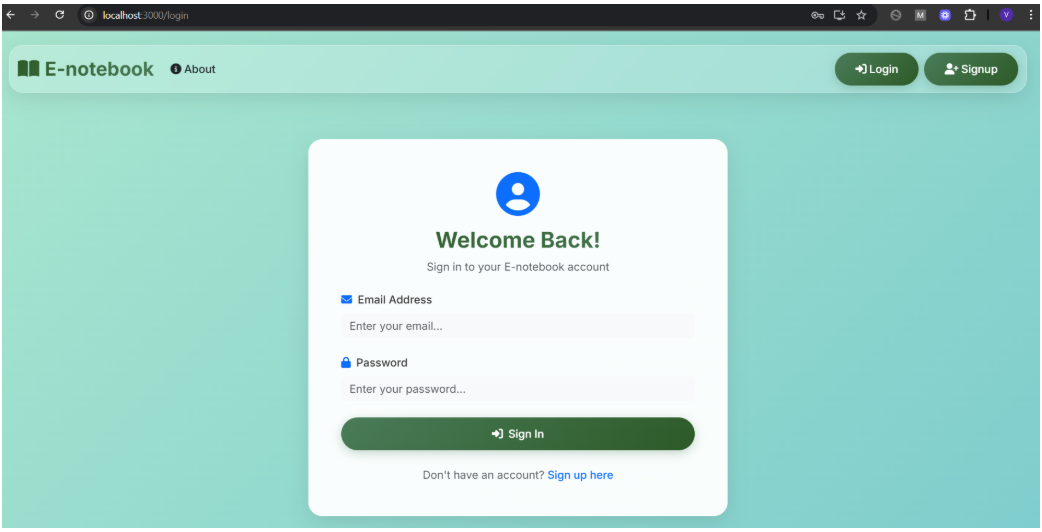 localhost:3000/login
M
V
E-notebook
About
Login
Signup
Welcome Back!
Sign in to your E-notebook account
Email Address
Enter your email...
Password
Enter your password...
Sign In
Don't have an account? Sign up here